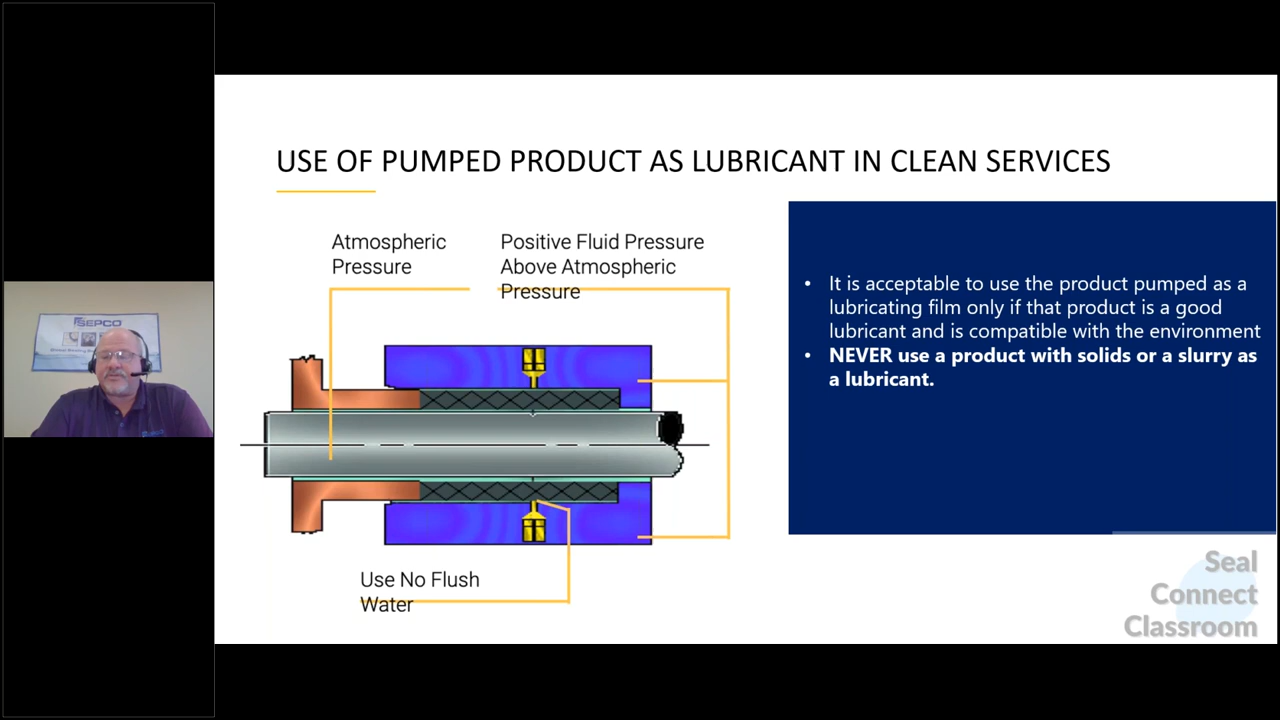 USE OF PUMPED PRODUCT AS LUBRICANT IN CLEAN SERVICES
Atmospheric
Pressure
Positive Fluid Pressure
Above Atmospheric
Pressure
Use No Flush
Water
• It is acceptable to use the product pumped as a
lubricating film only if that product is a good
lubricant and is compatible with the environment
• NEVER use a product with solids or a slurry as
a lubricant.
SEPCO
Seal
Connect
Classroom